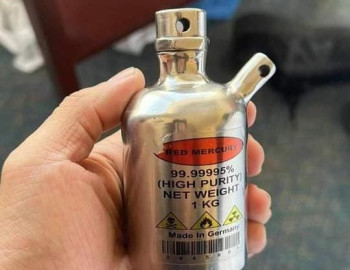 RED MERCURY
99.99995%
(HIGH PURITY)
NET WEIGHT
1 KG
Made In Germany